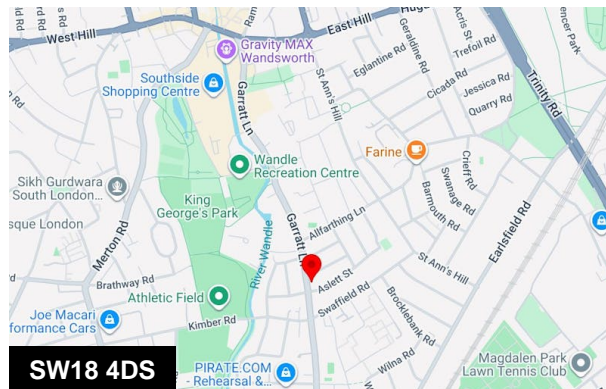 West Hill
Ram
East Hill
Huge
Gravity MAX
Wandsworth
Southside
Shopping Centre
Garratt Ln
St Ann's Hill
Eglantine Rd
Geraldine Rd
Acris St
Trefoil Rd
Cicada Rd
Jessica Rd
Quarry Rd
Trinity Rd
encer Park
Farine
Wandle
Recreation Centre
Sikh Gurdwara
South London...
King
George's Park
sque London
Merton Rd
Garratt Ln
Allfarthing Ln
Crieff Rd
Swanage Rd
Barmouth Rd
Earlsfield Rd
St Ann's Hill
River Wandle
Brathway Rd
Athletic Field
Aslett St
Swaffield Rd
Brocklebank Rd
Joe Macari
formance Cars
Kimber Rd
Wilna Rd
PIRATE.COM
- Rehearsal &...
Magdalen Park
Lawn Tennis Club
SW18 4DS